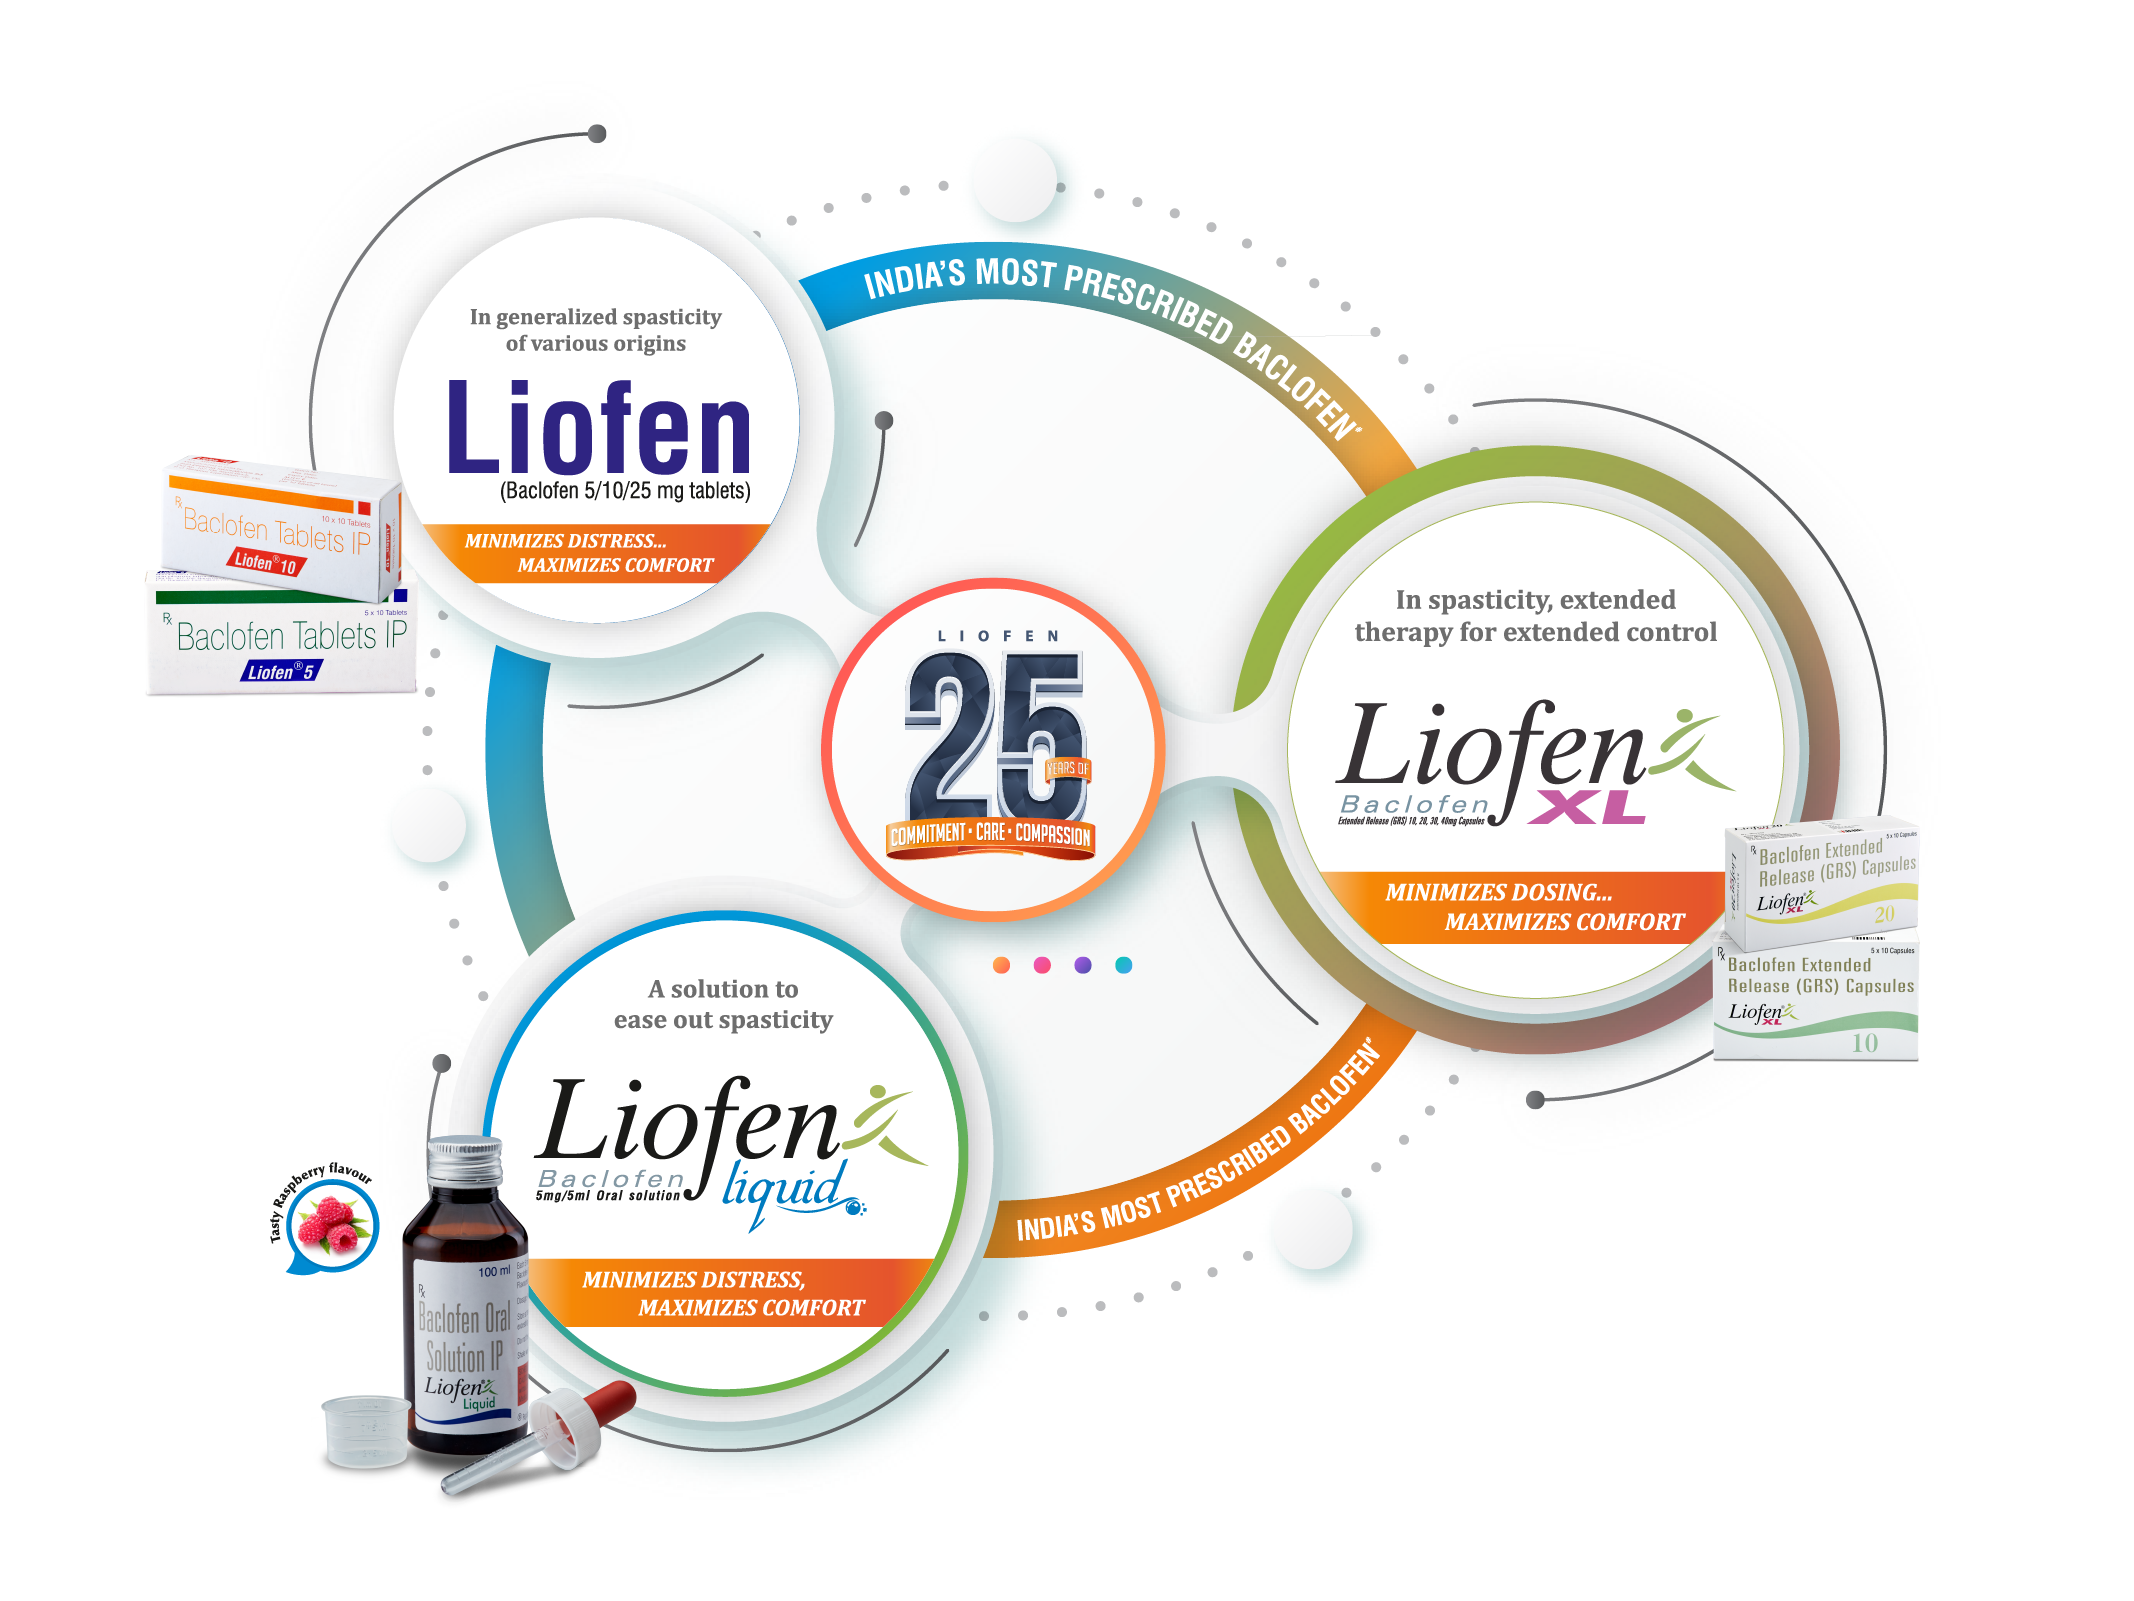 INDIA'S MOST PRESCRIBED BACLOFEN*
In generalized spasticity
of various origins
Liofen
(Baclofen 5/10/25 mg tablets)
MINIMIZES DISTRESS...
MAXIMIZES COMFORT
10 x 10 Tablets
Rx
Baclofen Tablets IP
Liofen® 10
5 x 10 Tablets
Rx
Baclofen Tablets IP
Liofen® 5
LIOFEN
25
YEARS OF
COMMITMENT • CARE • COMPASSION
In spasticity, extended
therapy for extended control
Liofen
XL
Baclofen
Extended Release (GRS) 10, 20, 30, 40mg Capsules
MINIMIZES DOSING...
MAXIMIZES COMFORT
5 x 10 Capsules
Rx
Baclofen Extended
Release (GRS) Capsules
Liofen
XL
20
5 x 10 Capsules
Rx
Baclofen Extended
Release (GRS) Capsules
Liofen
XL
10
A solution to
ease out spasticity
Liofen
liquid
Baclofen
5mg/5ml Oral solution
MINIMIZES DISTRESS,
MAXIMIZES COMFORT
INDIA'S MOST PRESCRIBED BACLOFEN*
Tasty Raspberry flavour
100 ml
Rx
Baclofen Oral
Solution IP
Liofen
Liquid